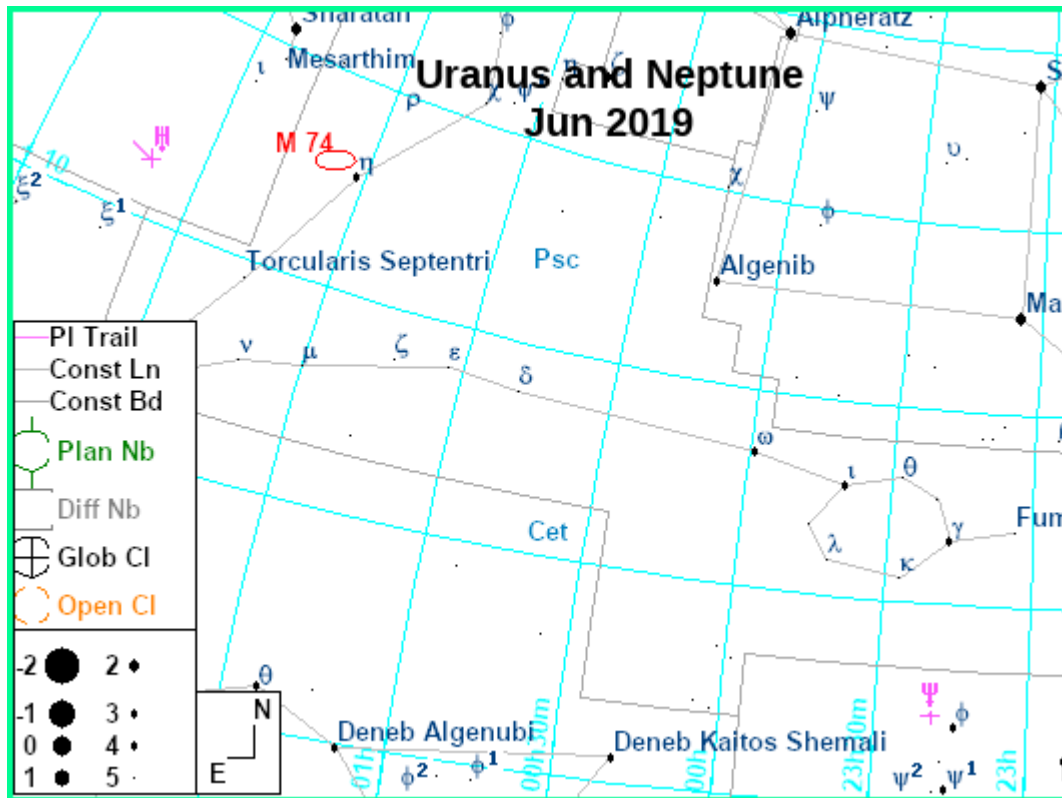 Sharatan
φ
Alpheratz
Mesarthim
ι
η
ζ
S
Uranus and Neptune
Jun 2019
ρ
χ
ψ
ψ
♅
10
M 74
η
χ
υ
ξ2
ξ1
φ
Torcularis Septentri
Psc
Algenib
Ma
Pl Trail
Const Ln
Const Bd
Plan Nb
Diff Nb
Glob Cl
Open Cl
ν
μ
ζ
ε
δ
ω
ι
θ
λ
κ
γ
Fum
Cet
-2
2
-1
3
0
4
1
5
θ
N
E
Deneb Algenubi
Deneb Kaitos Shemali
♆
φ
φ2
φ1
ψ2
ψ1
01h
00h30m
00h
23h